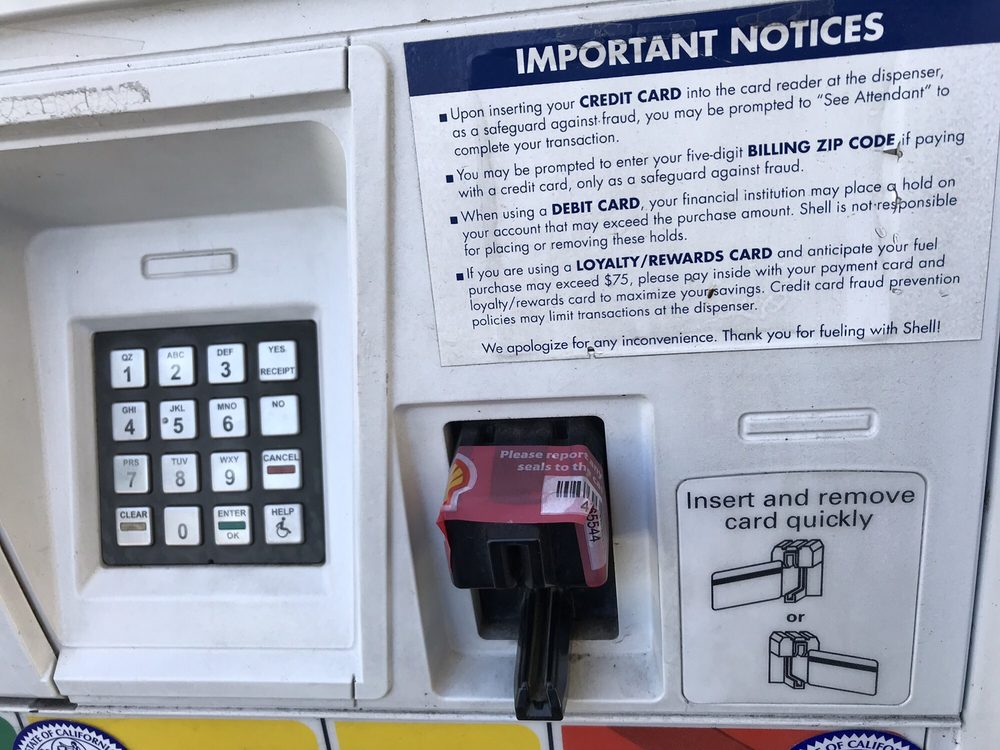 IMPORTANT NOTICES
▪ Upon inserting your CREDIT CARD into the card reader at the dispenser,
as a safeguard against fraud, you may be prompted to “See Attendant” to
complete your transaction.
▪ You may be prompted to enter your five-digit BILLING ZIP CODE, if paying
with a credit card, only as a safeguard against fraud.
▪ When using a DEBIT CARD, your financial institution may place a hold on
your account that may exceed the purchase amount. Shell is not responsible
for placing or removing these holds.
▪ If you are using a LOYALTY/REWARDS CARD and anticipate your fuel
purchase may exceed $75, please pay inside with your payment card and
loyalty/rewards card to maximize your savings. Credit card fraud prevention
policies may limit transactions at the dispenser.
We apologize for any inconvenience. Thank you for fueling with Shell!
QZ ABC DEF YES
1 2 3 RECEIPT
GHI JKL MNO NO
4 5 6
PRS TUV WXY CANCEL
7 8 9
CLEAR 0 ENTER HELP
OK
Please report
seals to th
5544
Insert and remove
card quickly
or
STATE OF CALIFORN
OF CALIFO